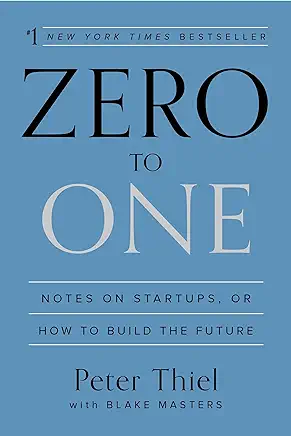 #1 NEW YORK TIMES BESTSELLER
ZERO
TO
ONE
NOTES ON STARTUPS, OR
HOW TO BUILD THE FUTURE
Peter Thiel
with BLAKE MASTERS